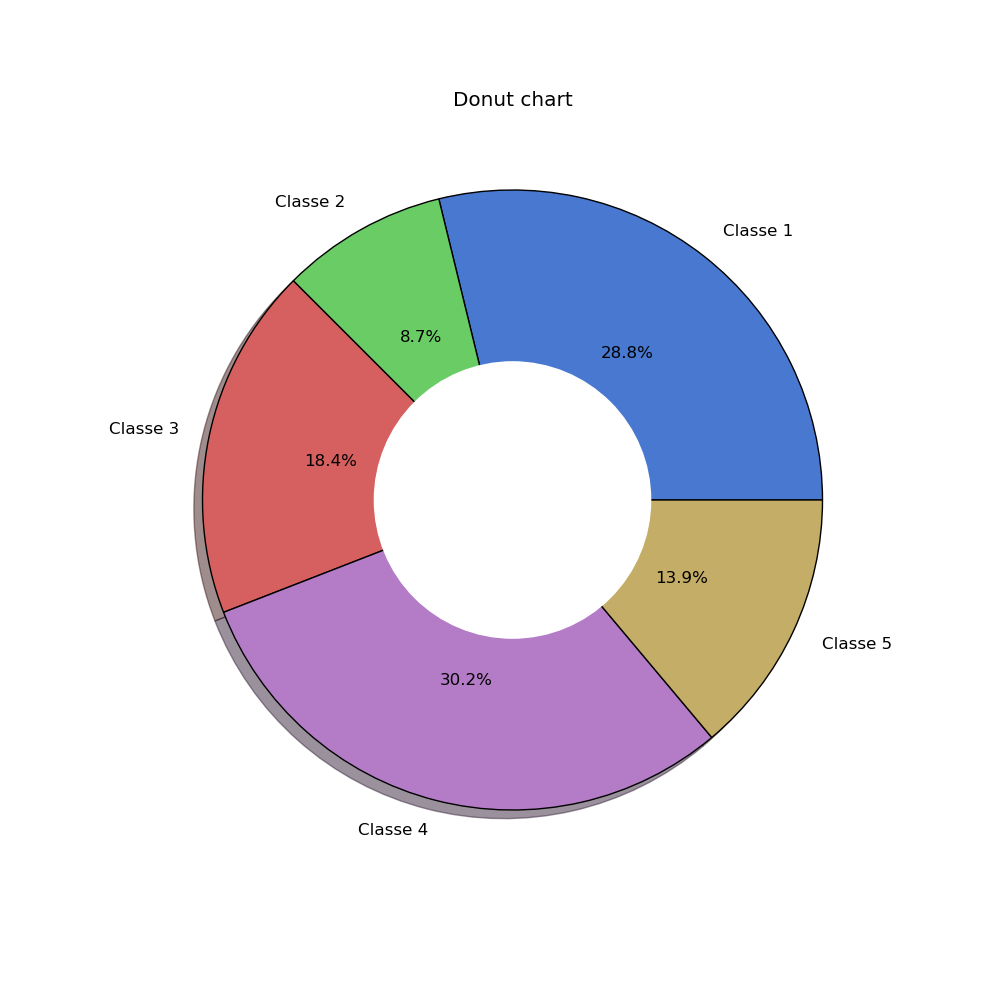 Donut chart
Classe 1
28.8%
Classe 2
8.7%
Classe 3
18.4%
Classe 4
30.2%
Classe 5
13.9%